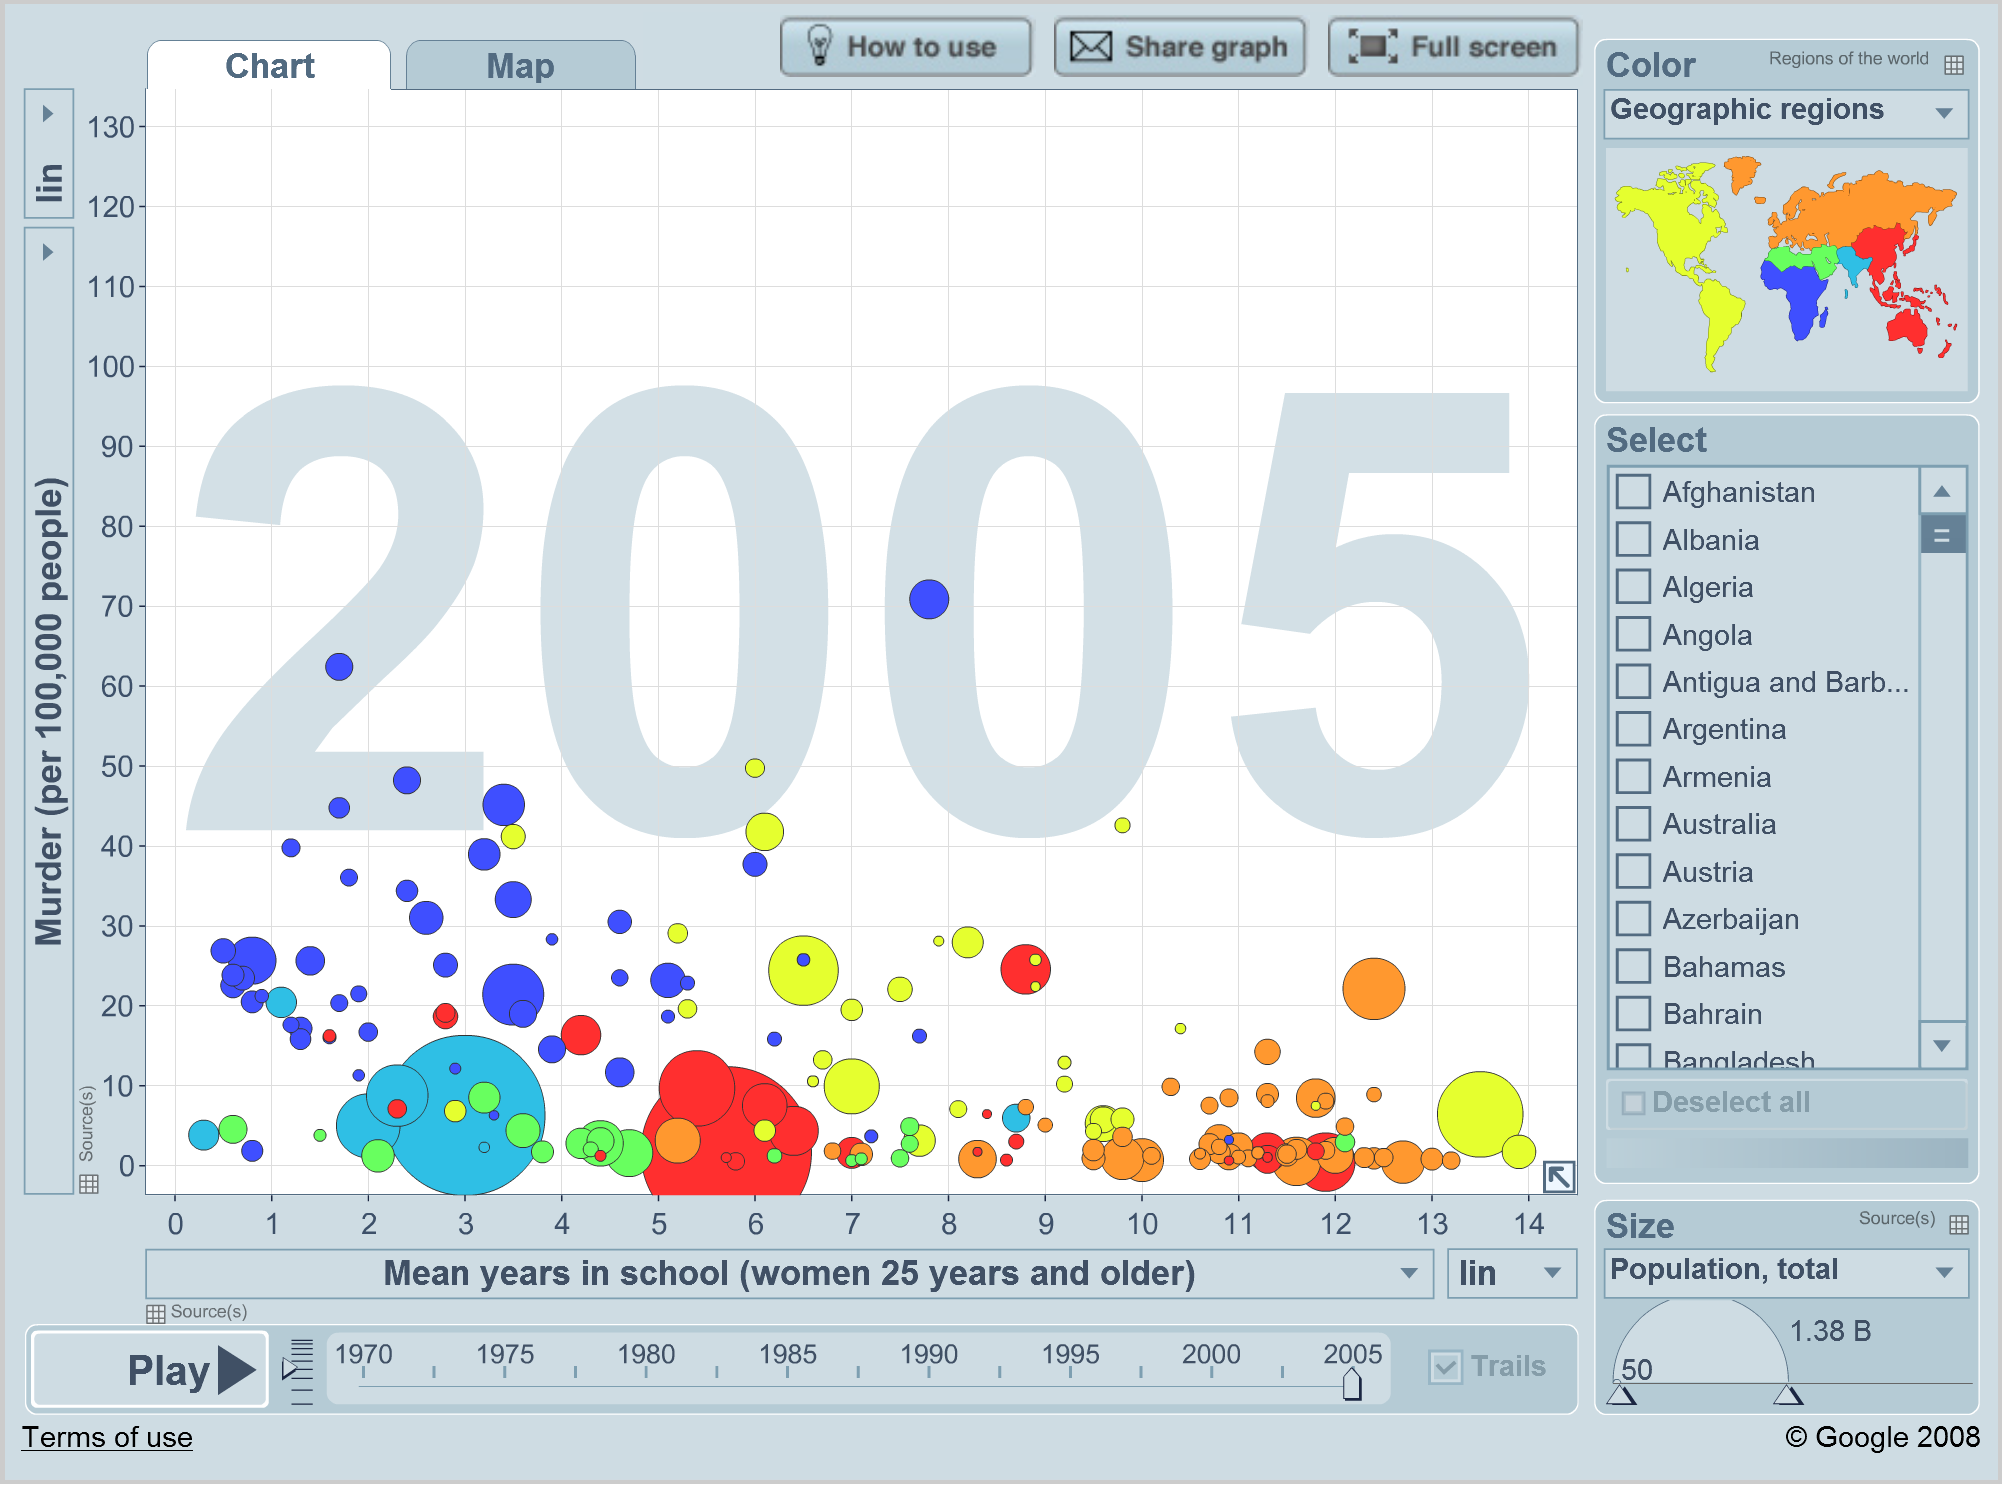 Chart
Map
How to use
Share graph
Full screen
Color
Regions of the world
Geographic regions
lin
Murder (per 100,000 people)
Source(s)
130
120
110
100
90
80
70
60
50
40
30
20
10
0
2005
0 1 2 3 4 5 6 7 8 9 10 11 12 13 14
Mean years in school (women 25 years and older)
lin
Source(s)
Select
Afghanistan
Albania
Algeria
Angola
Antigua and Barb...
Argentina
Armenia
Australia
Austria
Azerbaijan
Bahamas
Bahrain
Bangladesh
Deselect all
Size
Source(s)
Population, total
1.38 B
50
Play
1970 1975 1980 1985 1990 1995 2000 2005
Trails
Terms of use
© Google 2008